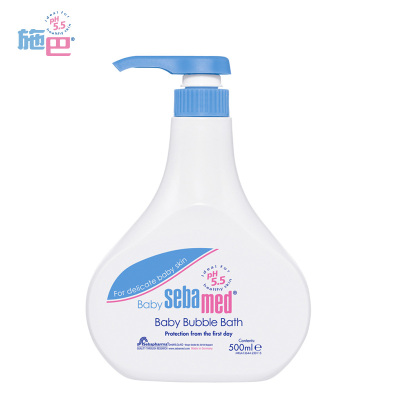 ideal for
pH
5.5
healthy skin
施巴®
For delicate baby skin
ideal for
pH
5.5
healthy skin
Baby sebamed®
Baby Bubble Bath
Protection from the first day
Contents:
500ml e